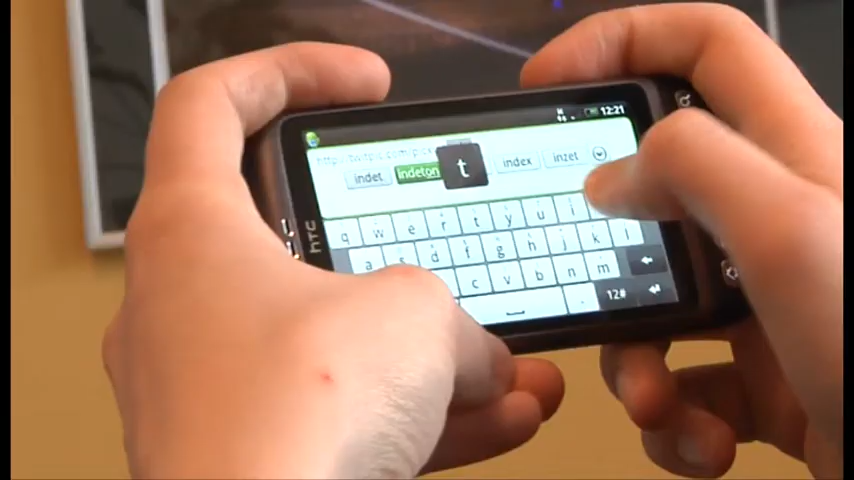 12:21
indet indeton t index inzet
q w e r t y u i
a s d f g h j k l
c v b n m
12#
hTC